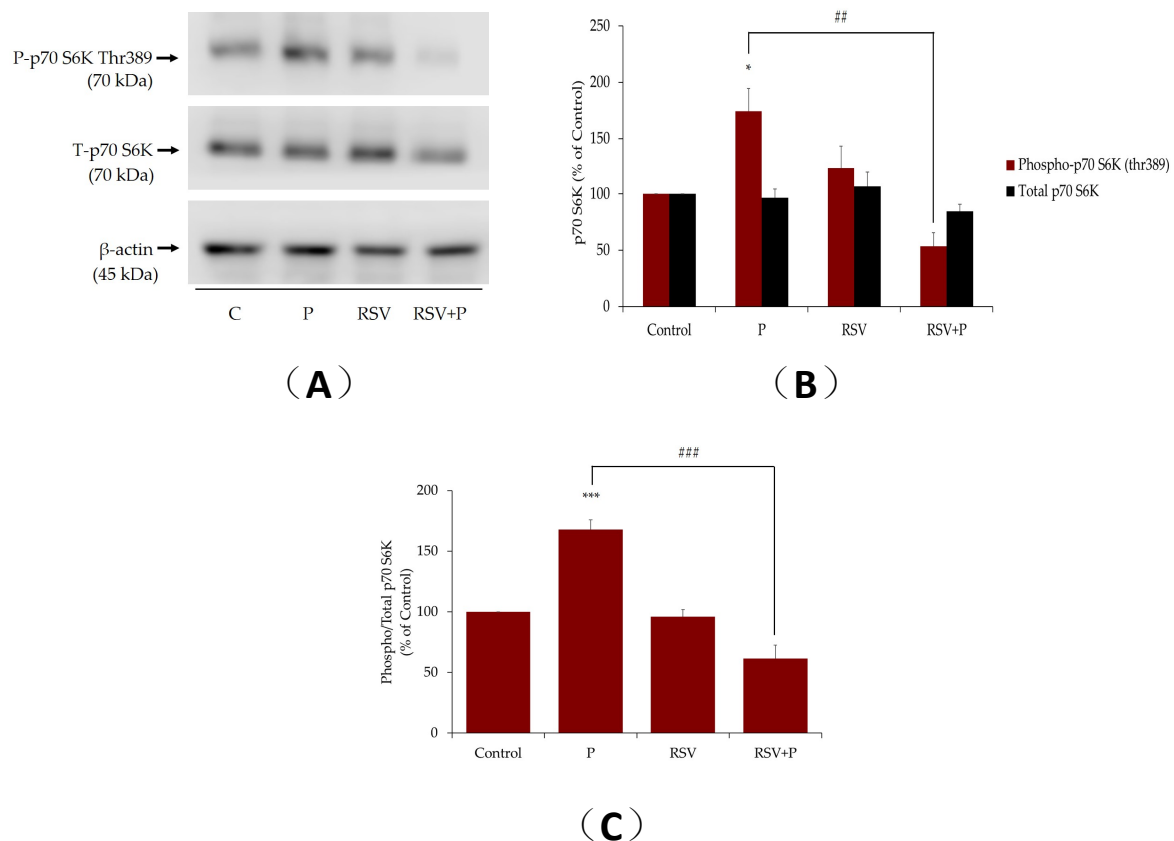 P-p70 S6K Thr389
(70 kDa)
T-p70 S6K
(70 kDa)
β-actin
(45 kDa)
C P RSV RSV+P
(A)
##
*
p70 S6K (% of Control)
300
250
200
150
100
50
0
Control P RSV RSV+P
Phospho-p70 S6K (thr389)
Total p70 S6K
(B)
###
***
Phospho/Total p70 S6K
(% of Control)
200
150
100
50
0
Control P RSV RSV+P
(C)